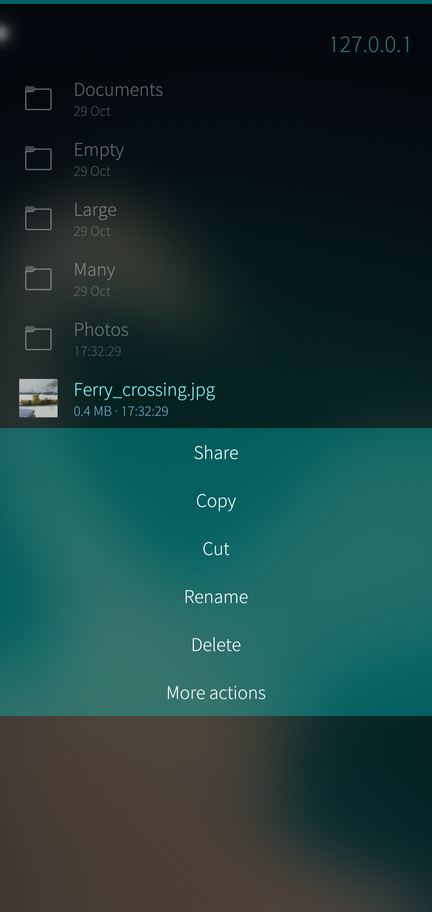 127.0.0.1
Documents
29 Oct
Empty
29 Oct
Large
29 Oct
Many
29 Oct
Photos
17:32:29
Ferry_crossing.jpg
0.4 MB · 17:32:29
Share
Copy
Cut
Rename
Delete
More actions